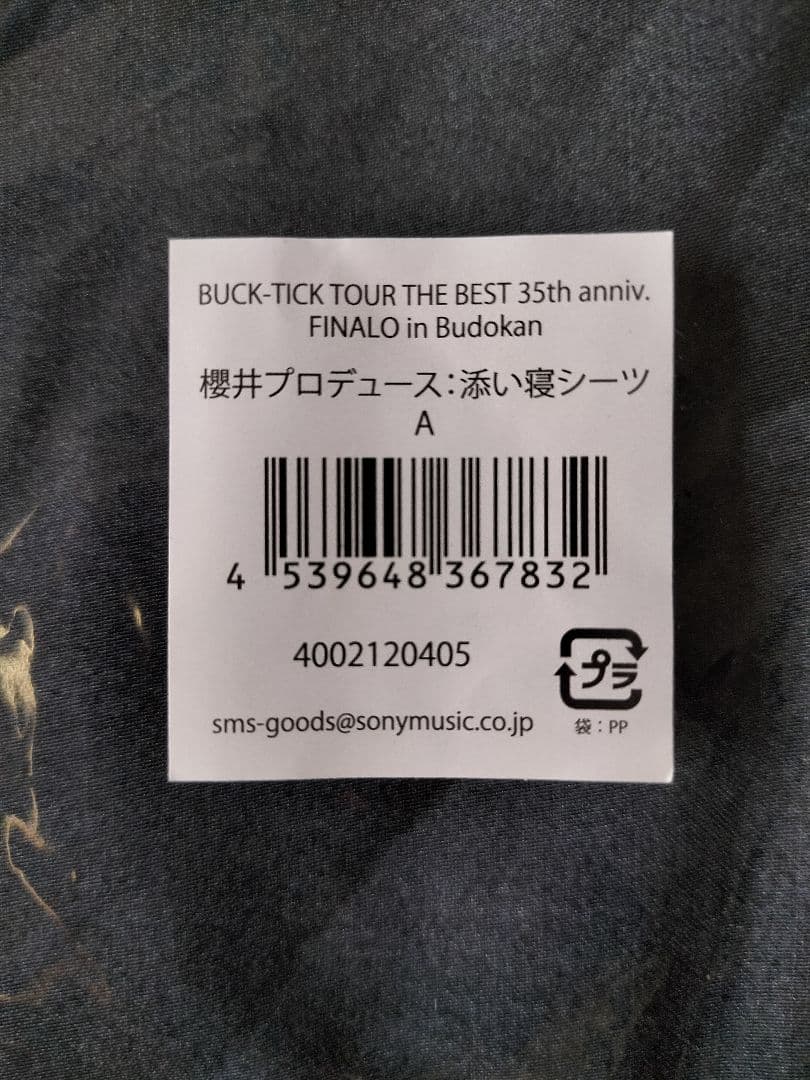 BUCK-TICK TOUR THE BEST 35th anniv.
FINALO in Budokan
櫻井プロデュース：添い寝シーツ
A
4 539648 367832
4002120405
プラ
sms-goods@sonymusic.co.jp
袋：PP